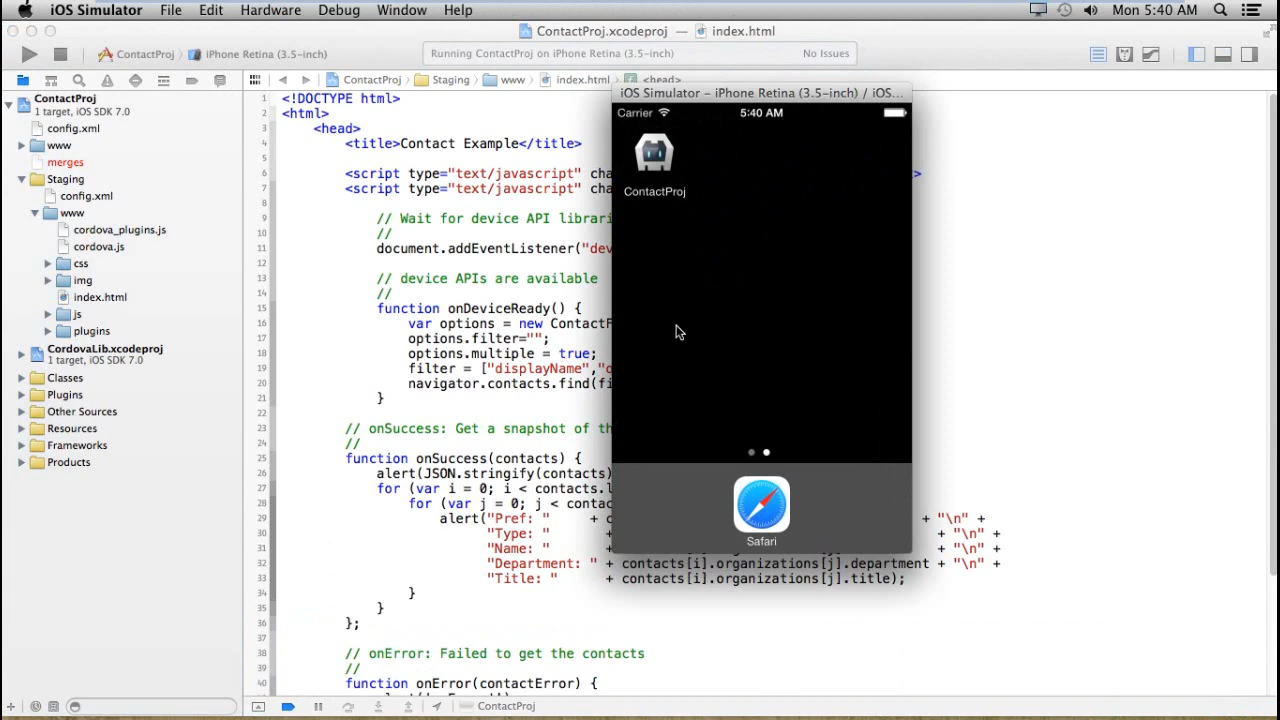 iOS Simulator File Edit Hardware Debug Window Help Mon 5:40 AM
ContactProj.xcodeproj — index.html
ContactProj iPhone Retina (3.5-inch) Running ContactProj on iPhone Retina (3.5-inch) No Issues
ContactProj Staging www index.html <head>
ContactProj
1 target, iOS SDK 7.0
config.xml
www
merges
Staging
config.xml
www
cordova_plugins.js
cordova.js
css
img
index.html
js
plugins
CordovaLib.xcodeproj
1 target, iOS SDK 7.0
Classes
Plugins
Other Sources
Resources
Frameworks
Products
1 <!DOCTYPE html>
2 <html>
3 <head>
4 <title>Contact Example</title>
5
6 <script type="text/javascript" cha >
7 <script type="text/javascript" cha
8
9 // Wait for device API librari
10 //
11 document.addEventListener("dev
12
13 // device APIs are available
14 //
15 function onDeviceReady() {
16 var options = new ContactF
17 options.filter="";
18 options.multiple = true;
19 filter = ["displayName","o
20 navigator.contacts.find(fi
21 }
22
23 // onSuccess: Get a snapshot of th
24 //
25 function onSuccess(contacts) {
26 alert(JSON.stringify(contacts)
27 for (var i = 0; i < contacts.l
28 for (var j = 0; j < contac
29 alert("Pref: " + c + "\n" +
30 "Type: " + + "\n" +
31 "Name: " + + "\n" +
32 "Department: " + contacts[i].organizations[j].department + "\n" +
33 "Title: " + contacts[i].organizations[j].title);
34 }
35 }
36 };
37
38 // onError: Failed to get the contacts
39 //
40 function onError(contactError) {
iOS Simulator – iPhone Retina (3.5-inch) / iOS...
Carrier 5:40 AM
ContactProj
Safari
ContactProj